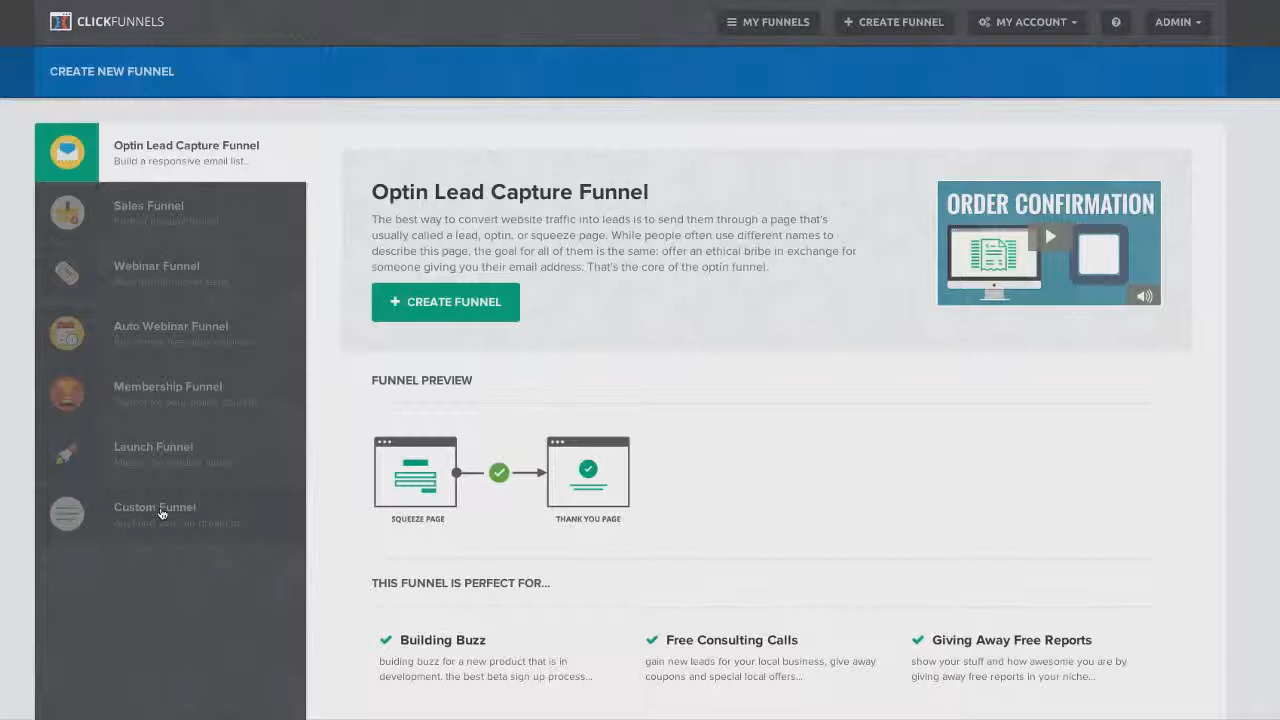 CLICKFUNNELS
MY FUNNELS
CREATE FUNNEL
MY ACCOUNT
ADMIN
CREATE NEW FUNNEL
Optin Lead Capture Funnel
Build a responsive email list...
Sales Funnel
Webinar Funnel
Auto Webinar Funnel
Membership Funnel
Launch Funnel
Custom Funnel
Optin Lead Capture Funnel
The best way to convert website traffic into leads is to send them through a page that's
usually called a lead, optin, or squeeze page. While people often use different names to
describe this page, the goal for all of them is the same: offer an ethical bribe in exchange for
someone giving you their email address. That's the core of the optin funnel.
CREATE FUNNEL
ORDER CONFIRMATION
FUNNEL PREVIEW
SQUEEZE PAGE
THANK YOU PAGE
THIS FUNNEL IS PERFECT FOR...
Building Buzz
buiding buzz for a new product that is in
development. the best beta sign up process...
Free Consulting Calls
gain new leads for your local business, give away
coupons and special local offers...
Giving Away Free Reports
show your stuff and how awesome you are by
giving away free reports in your niche...